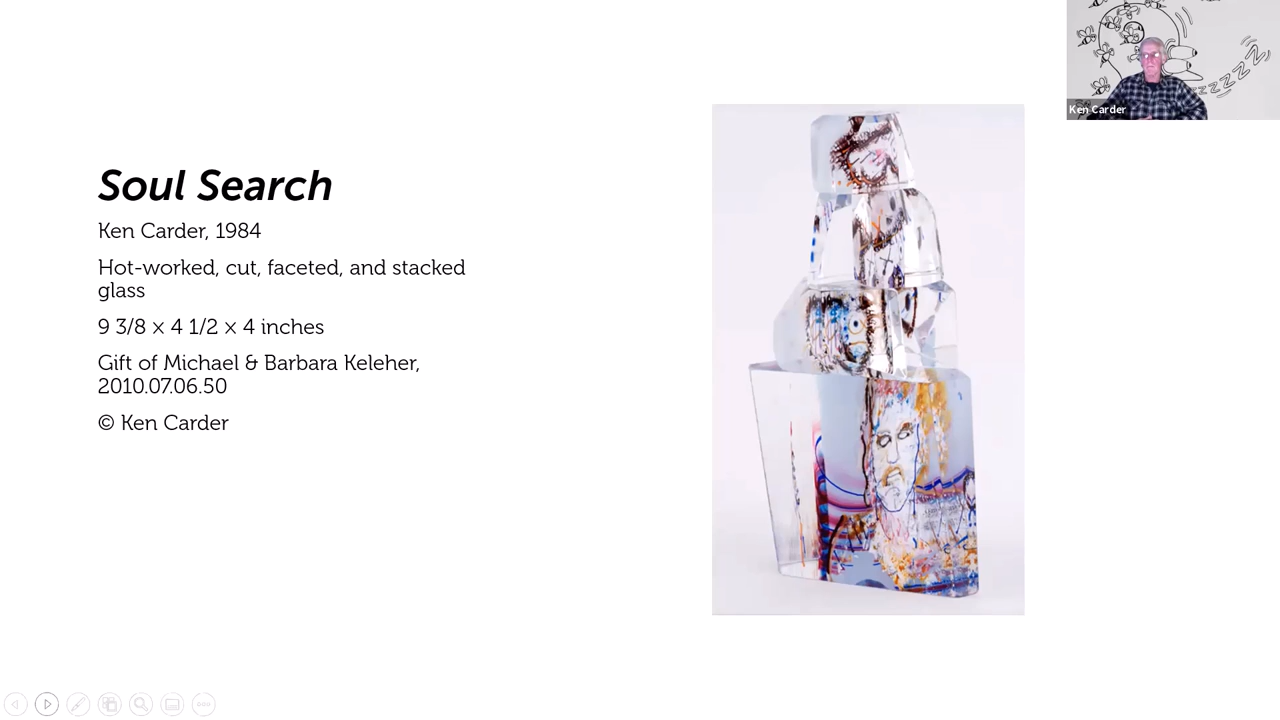 Soul Search
Ken Carder, 1984
Hot-worked, cut, faceted, and stacked
glass
9 3/8 × 4 1/2 × 4 inches
Gift of Michael & Barbara Keleher,
2010.07.06.50
© Ken Carder
zzZZZZZ
Ken Carder